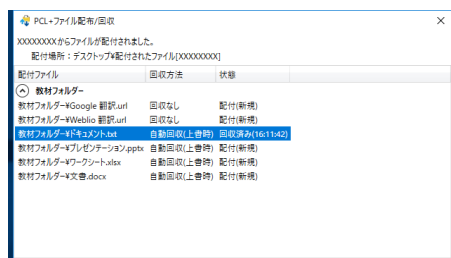 PCL+ファイル配布/回収
XXXXXXXXからファイルが配付されました。
配付場所：デスクトップ¥配付されたファイル[XXXXXXXX]
配付ファイル 回収方法 状態
教材フォルダー
教材フォルダー¥Google 翻訳.url 回収なし 配付(新規)
教材フォルダー¥Weblio 翻訳.url 回収なし 配付(新規)
教材フォルダー¥ドキュメント.txt 自動回収(上書時) 回収済み(16:11:42)
教材フォルダー¥プレゼンテーション.pptx 自動回収(上書時) 配付(新規)
教材フォルダー¥ワークシート.xlsx 自動回収(上書時) 配付(新規)
教材フォルダー¥文書.docx 自動回収(上書時) 配付(新規)